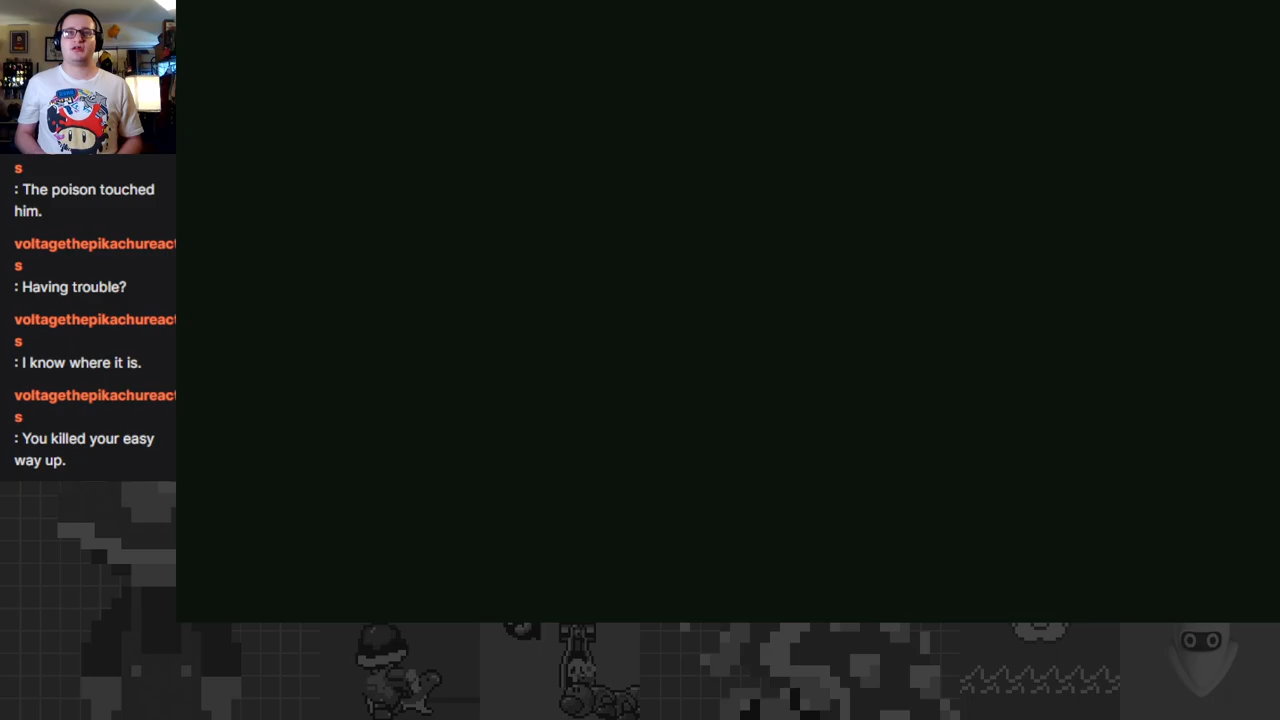 s
: The poison touched
him.
voltagethepikachureact
s
: Having trouble?
voltagethepikachureact
s
: I know where it is.
voltagethepikachureact
s
: You killed your easy
way up.